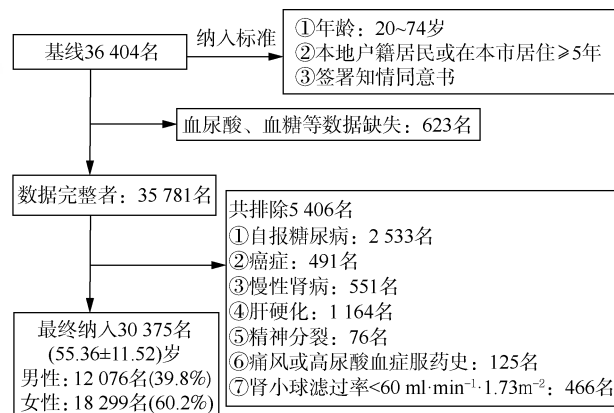 基线36 404名
纳入标准
①年龄：20~74岁
②本地户籍居民或在本市居住≥5年
③签署知情同意书
血尿酸、血糖等数据缺失：623名
数据完整者：35 781名
共排除5 406名
①自报糖尿病：2 533名
②癌症：491名
③慢性肾病：551名
④肝硬化：1 164名
⑤精神分裂：76名
⑥痛风或高尿酸血症服药史：125名
⑦肾小球滤过率<60 ml·min⁻¹·1.73m⁻²：466名
最终纳入30 375名
(55.36±11.52)岁
男性：12 076名(39.8%)
女性：18 299名(60.2%)